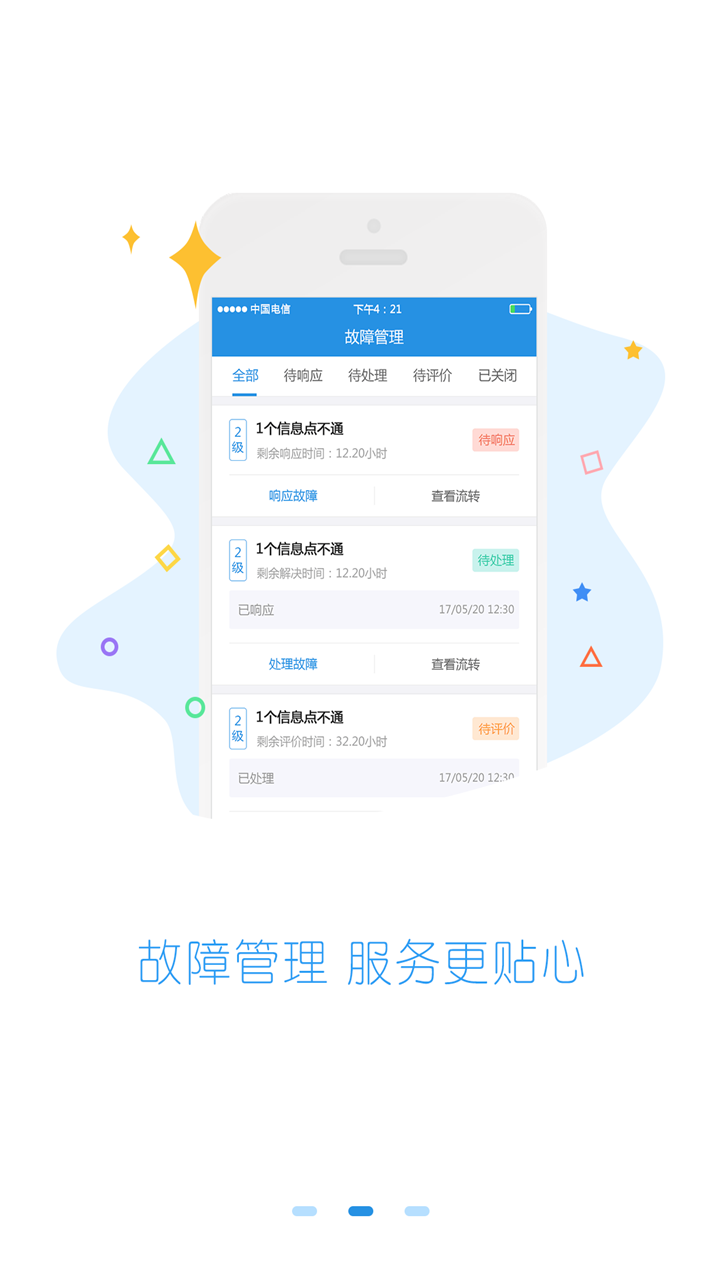 中国电信 下午4：21
故障管理
全部 待响应 待处理 待评价 已关闭
2级 1个信息点不通 待响应
剩余响应时间：12.20小时
响应故障 查看流转
2级 1个信息点不通 待处理
剩余解决时间：12.20小时
已响应 17/05/20 12:30
处理故障 查看流转
2级 1个信息点不通 待评价
剩余评价时间：32.20小时
已处理 17/05/20 12:30
故障管理 服务更贴心